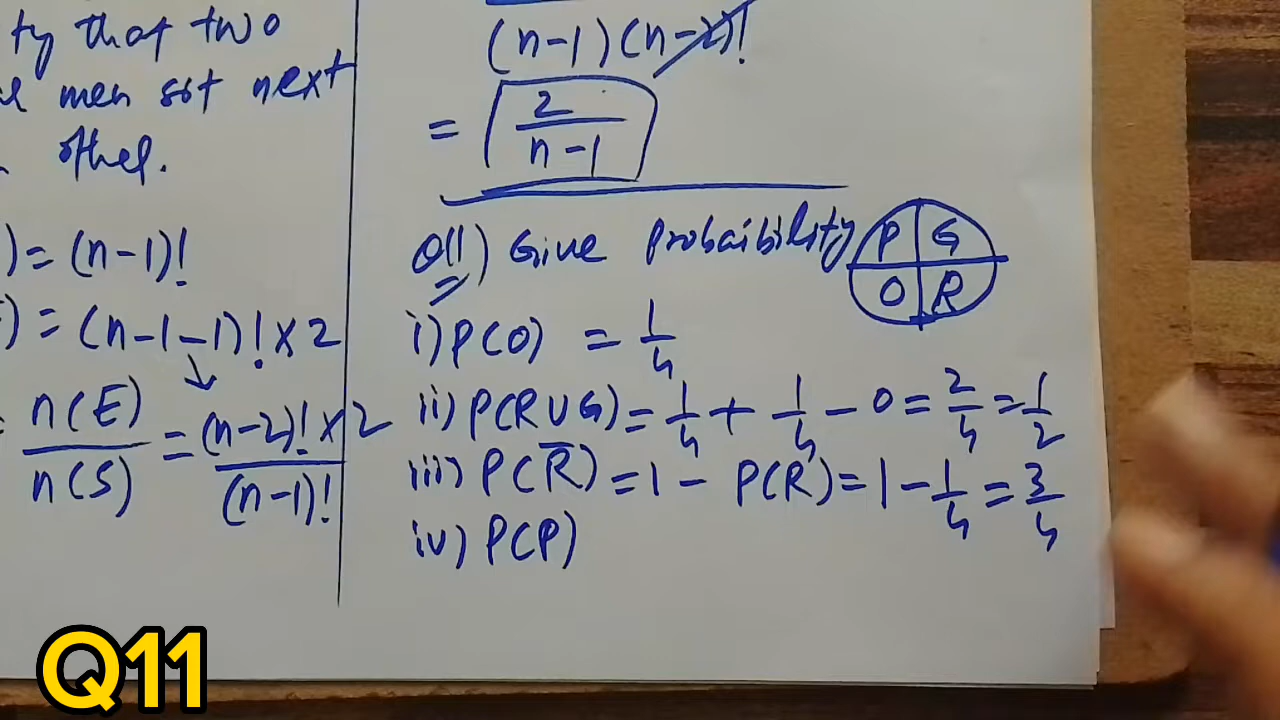 ty that two
men sit next
other.
) = (n-1)!
) = (n-1-1)! x 2
= n(E)/n(S) = (n-2)! x 2/(n-1)!
(n-1)(n-2)!
= 2/n-1
Q11) Give Probaibility
P G
O R
i) P(O) = 1/4
ii) P(R∪G) = 1/4 + 1/4 - 0 = 2/4 = 1/2
iii) P(R̅) = 1 - P(R) = 1 - 1/4 = 3/4
iv) P(P)
Q11